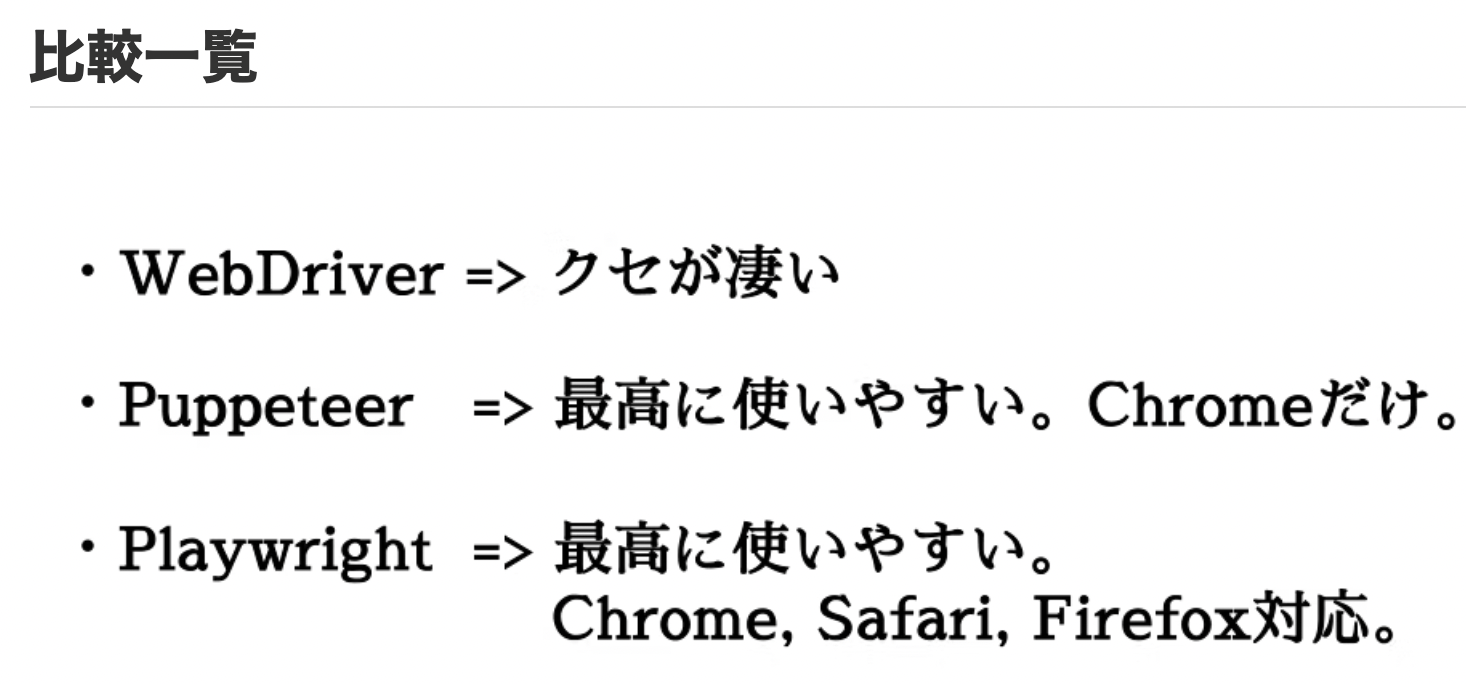 比較一覧
・WebDriver => クセが凄い
・Puppeteer => 最高に使いやすい。Chromeだけ。
・Playwright => 最高に使いやすい。
Chrome, Safari, Firefox対応。